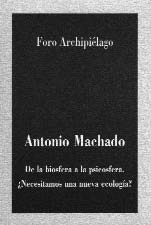 Foro Archipiélago
Antonio Machado
De la biosfera a la psicosfera.
¿Necesitamos una nueva ecología?